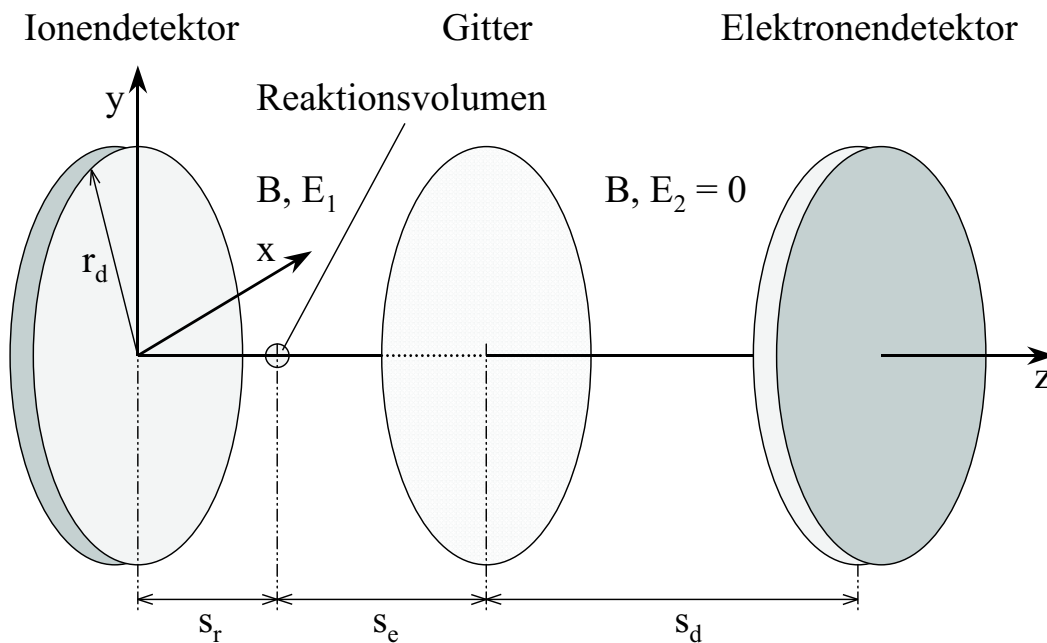 Ionendetektor
Gitter
Elektronendetektor
y
Reaktionsvolumen
B, E₁
B, E₂ = 0
x
r_d
z
s_r
s_e
s_d